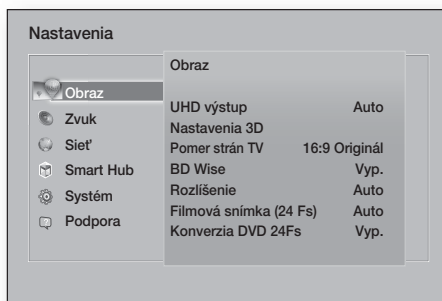 Nastavenia
Obraz
Zvuk
Sieť
Smart Hub
Systém
Podpora
Obraz
UHD výstup Auto
Nastavenia 3D
Pomer strán TV 16:9 Originál
BD Wise Vyp.
Rozlíšenie Auto
Filmová snímka (24 Fs) Auto
Konverzia DVD 24Fs Vyp.